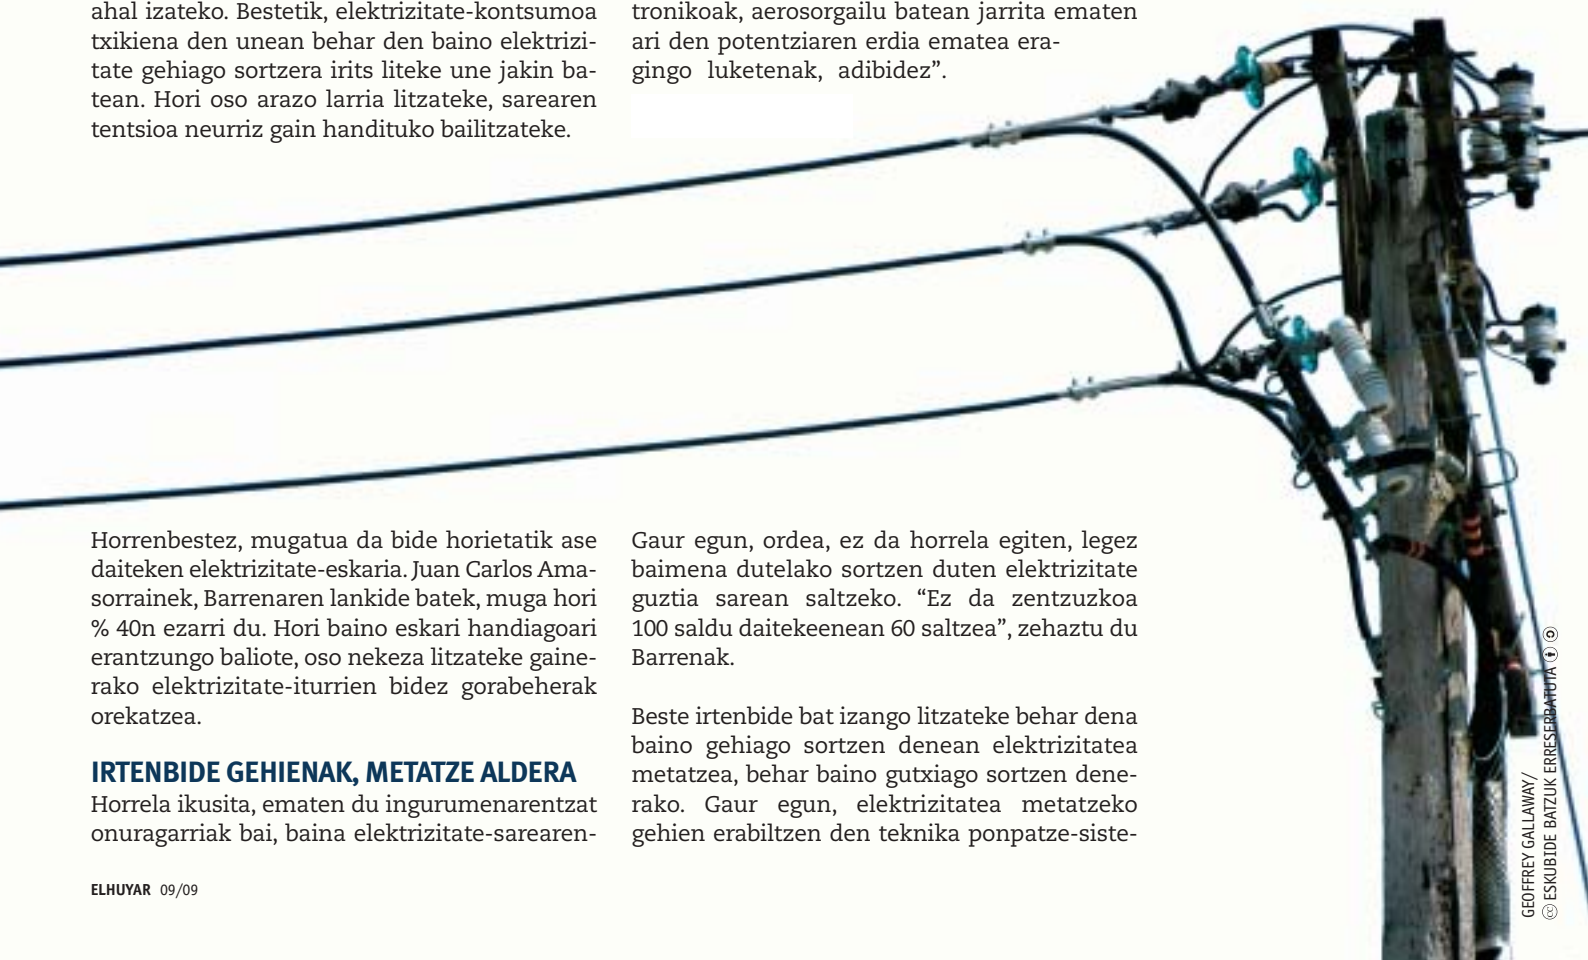 ahal izateko. Bestetik, elektrizitate-kontsumoa
txikiena den unean behar den baino elektrizi-
tate gehiago sortzera irits liteke une jakin ba-
tean. Hori oso arazo larria litzateke, sarearen
tentsioa neurriz gain handituko bailitzateke.
Horrenbestez, mugatua da bide horietatik ase
daiteken elektrizitate-eskaria. Juan Carlos Ama-
sorrainek, Barrenaren lankide batek, muga hori
% 40n ezarri du. Hori baino eskari handiagoari
erantzungo baliote, oso nekeza litzateke gaine-
rako elektrizitate-iturrien bidez gorabeherak
orekatzea.
IRTENBIDE GEHIENAK, METATZE ALDERA
Horrela ikusita, ematen du ingurumenarentzat
onuragarriak bai, baina elektrizitate-sarearen-
tronikoak, aerosorgailu batean jarrita ematen
ari den potentziaren erdia ematea era-
gingo luketenak, adibidez”.
Gaur egun, ordea, ez da horrela egiten, legez
baimena dutelako sortzen duten elektrizitate
guztia sarean saltzeko. “Ez da zentzuzkoa
100 saldu daitekeenean 60 saltzea”, zehaztu du
Barrenak.
Beste irtenbide bat izango litzateke behar dena
baino gehiago sortzen denean elektrizitatea
metatzea, behar baino gutxiago sortzen dene-
rako. Gaur egun, elektrizitatea metatzeko
gehien erabiltzen den teknika ponpatze-siste-
GEOFFREY GALLAWAY/
ESKUBIDE BATZUK ERRESERBATUTA
ELHUYAR 09/09